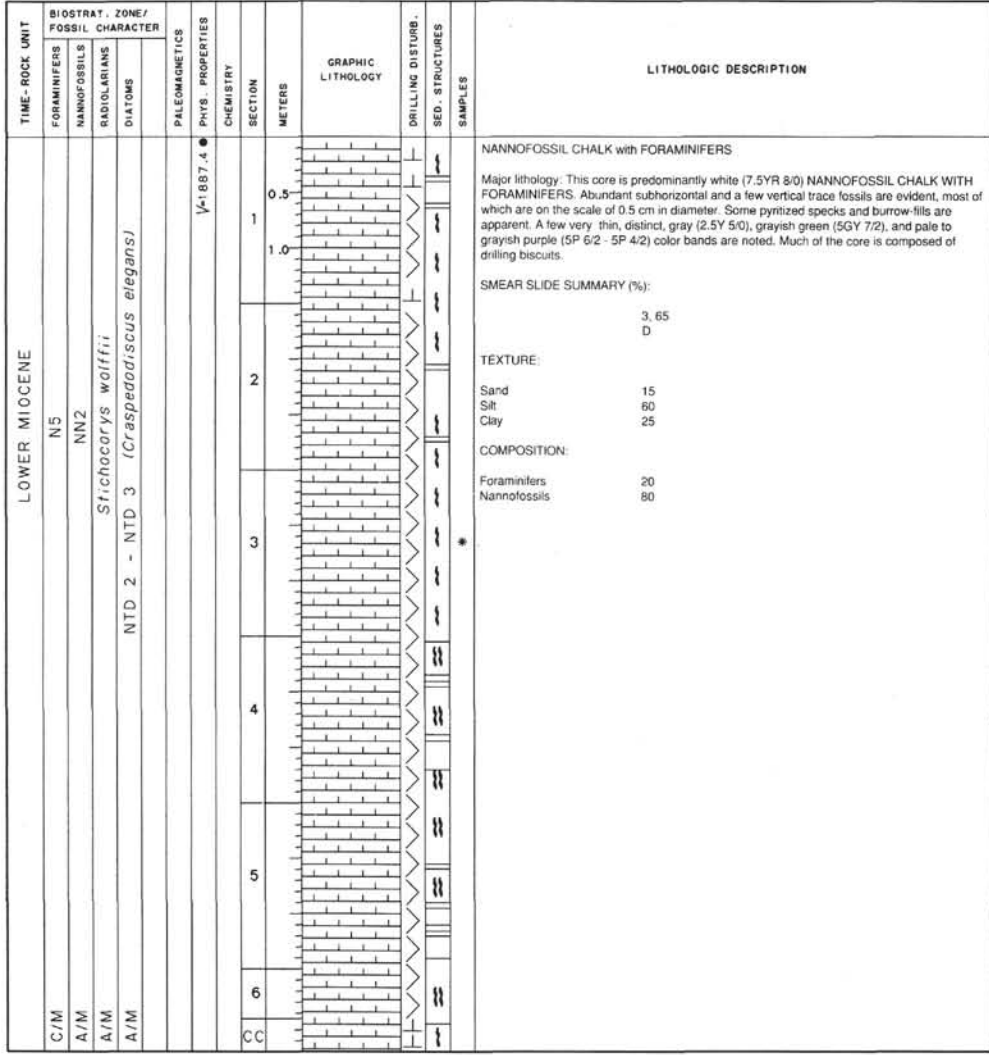 TIME-ROCK UNIT
BIOSTRAT. ZONE/
FOSSIL CHARACTER
FORAMINIFERS
NANNOFOSSILS
RADIOLARIANS
DIATOMS
PALEOMAGNETICS
PHYS. PROPERTIES
CHEMISTRY
SECTION
METERS
GRAPHIC
LITHOLOGY
DRILLING DISTURB.
SED. STRUCTURES
SAMPLES
LITHOLOGIC DESCRIPTION
LOWER MIOCENE
N5
C/M
NN2
A/M
Stichocorys wolffii
A/M
NTD 2 - NTD 3 (Craspedodiscus elegans)
A/M
V=1887.4 ●
1
2
3
4
5
6
CC
0.5
1.0
*
NANNOFOSSIL CHALK with FORAMINIFERS
Major lithology: This core is predominantly white (7.5YR 8/0) NANNOFOSSIL CHALK WITH
FORAMINIFERS. Abundant subhorizontal and a few vertical trace fossils are evident, most of
which are on the scale of 0.5 cm in diameter. Some pyritized specks and burrow-fills are
apparent. A few very thin, distinct, gray (2.5Y 5/0), grayish green (5GY 7/2), and pale to
grayish purple (5P 6/2 - 5P 4/2) color bands are noted. Much of the core is composed of
drilling biscuits.
SMEAR SLIDE SUMMARY (%):
3, 65
D
TEXTURE:
Sand 15
Silt 60
Clay 25
COMPOSITION:
Foraminifers 20
Nannofossils 80